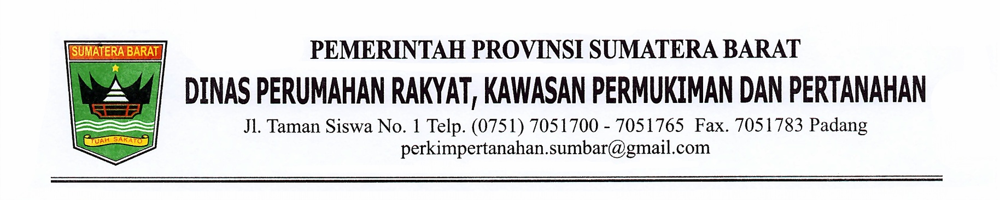 SUMATERA BARAT
TUAH SAKATO
PEMERINTAH PROVINSI SUMATERA BARAT
DINAS PERUMAHAN RAKYAT, KAWASAN PERMUKIMAN DAN PERTANAHAN
Jl. Taman Siswa No. 1 Telp. (0751) 7051700 - 7051765 Fax. 7051783 Padang
perkimpertanahan.sumbar@gmail.com